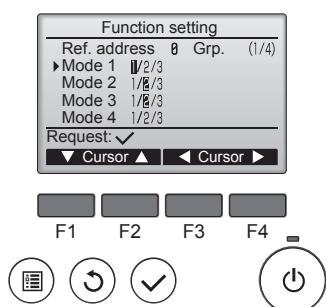 Function setting
Ref. address 0 Grp. (1/4)
Mode 1 1/2/3
Mode 2 1/2/3
Mode 3 1/2/3
Mode 4 1/2/3
Request: ✓
▼ Cursor ▲ ◀ Cursor ▶
F1 F2 F3 F4